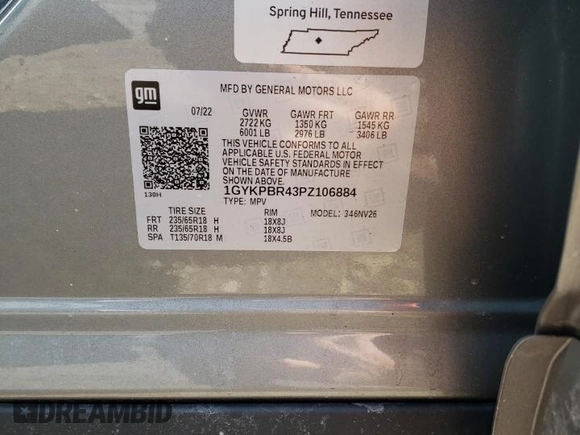 Spring Hill, Tennessee
gm
MFD BY GENERAL MOTORS LLC
07/22 GVWR GAWR FRT GAWR RR
2722 KG 1350 KG 1545 KG
6001 LB 2976 LB 3406 LB
THIS VEHICLE CONFORMS TO ALL
APPLICABLE U.S. FEDERAL MOTOR
VEHICLE SAFETY STANDARDS IN EFFECT
ON THE DATE OF MANUFACTURE
SHOWN ABOVE.
1GYKPBR43PZ106884
130H TYPE: MPV
TIRE SIZE RIM MODEL: 346NV26
FRT 235/65R18 H 18X8J
RR 235/65R18 H 18X8J
SPA T135/70R18 M 18X4.5B
DREAMBID